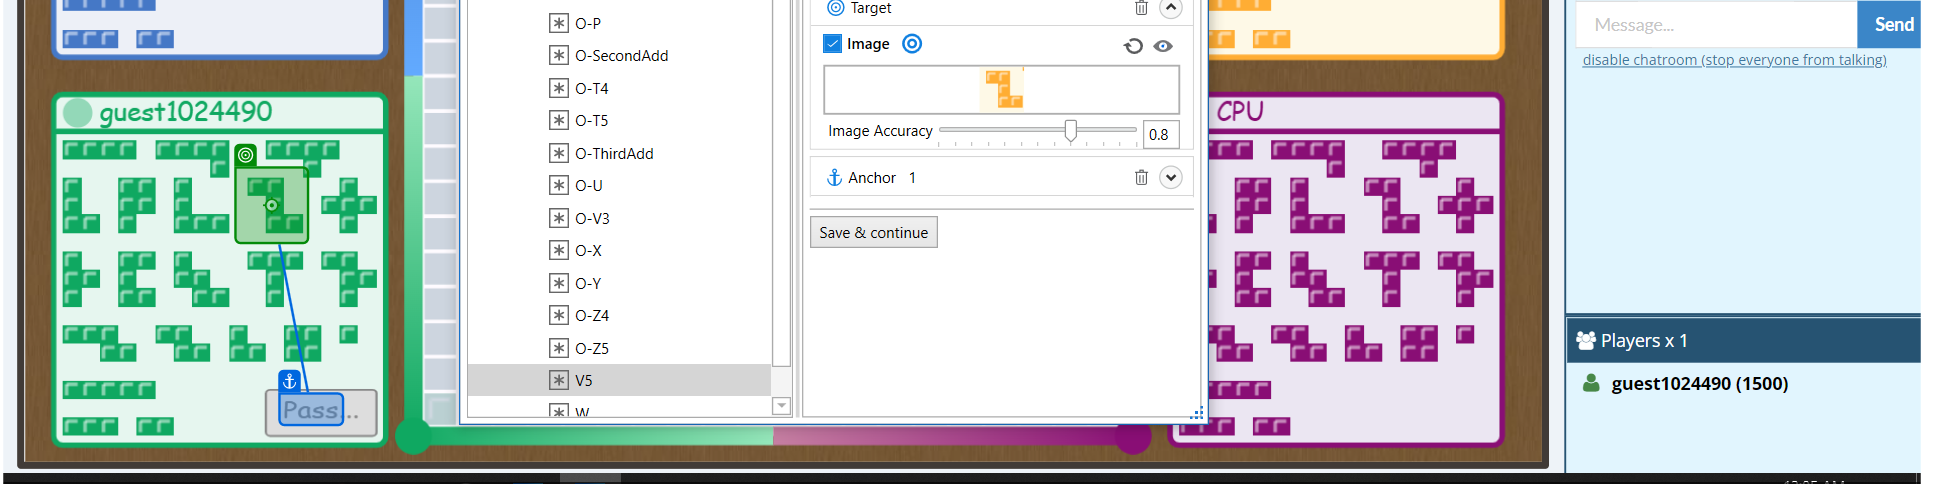 guest1024490
Pass...
O-P
O-SecondAdd
O-T4
O-T5
O-ThirdAdd
O-U
O-V3
O-X
O-Y
O-Z4
O-Z5
V5
W
Target
Image
Image Accuracy 0.8
Anchor 1
Save & continue
CPU
Message... Send
disable chatroom (stop everyone from talking)
Players x 1
guest1024490 (1500)